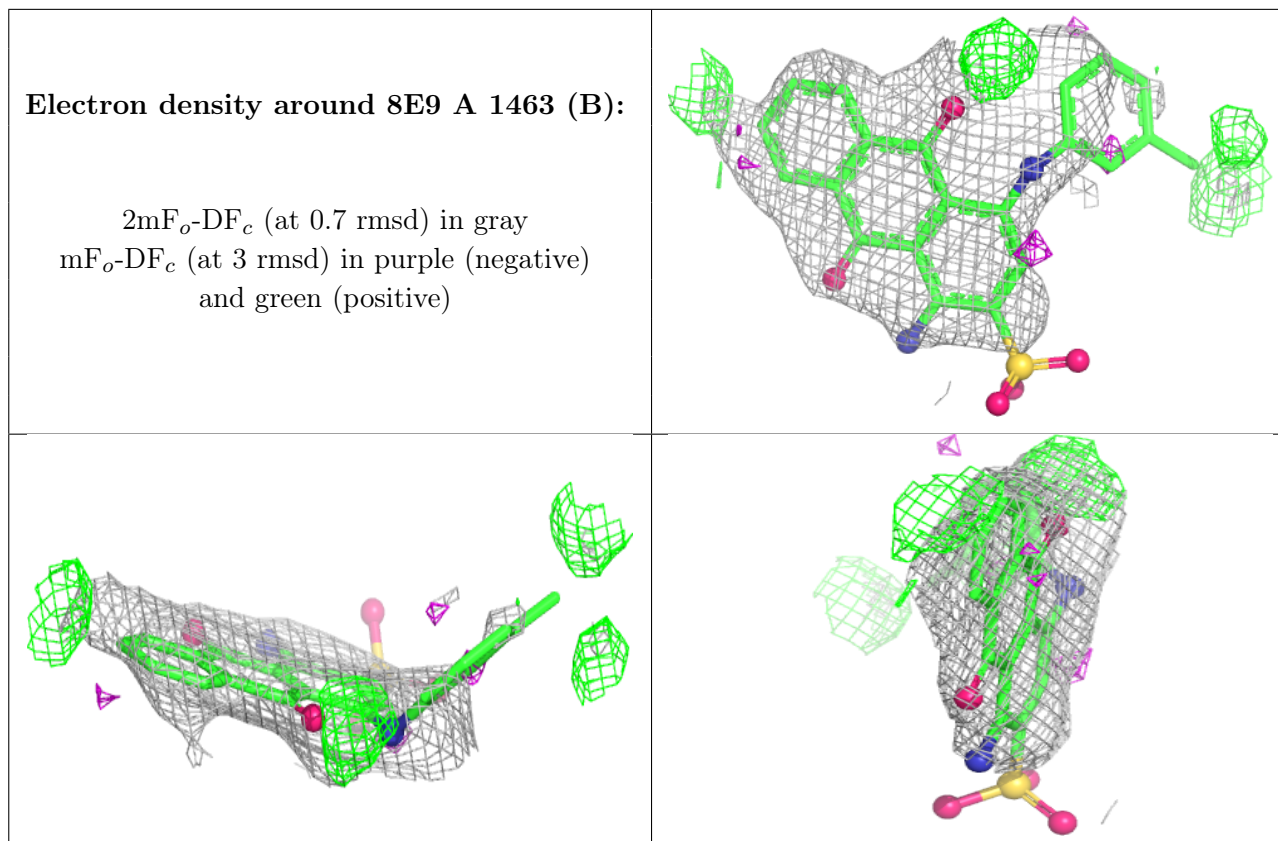 Electron density around 8E9 A 1463 (B):
2mFₒ-DF𝒸 (at 0.7 rmsd) in gray
mFₒ-DF𝒸 (at 3 rmsd) in purple (negative)
and green (positive)